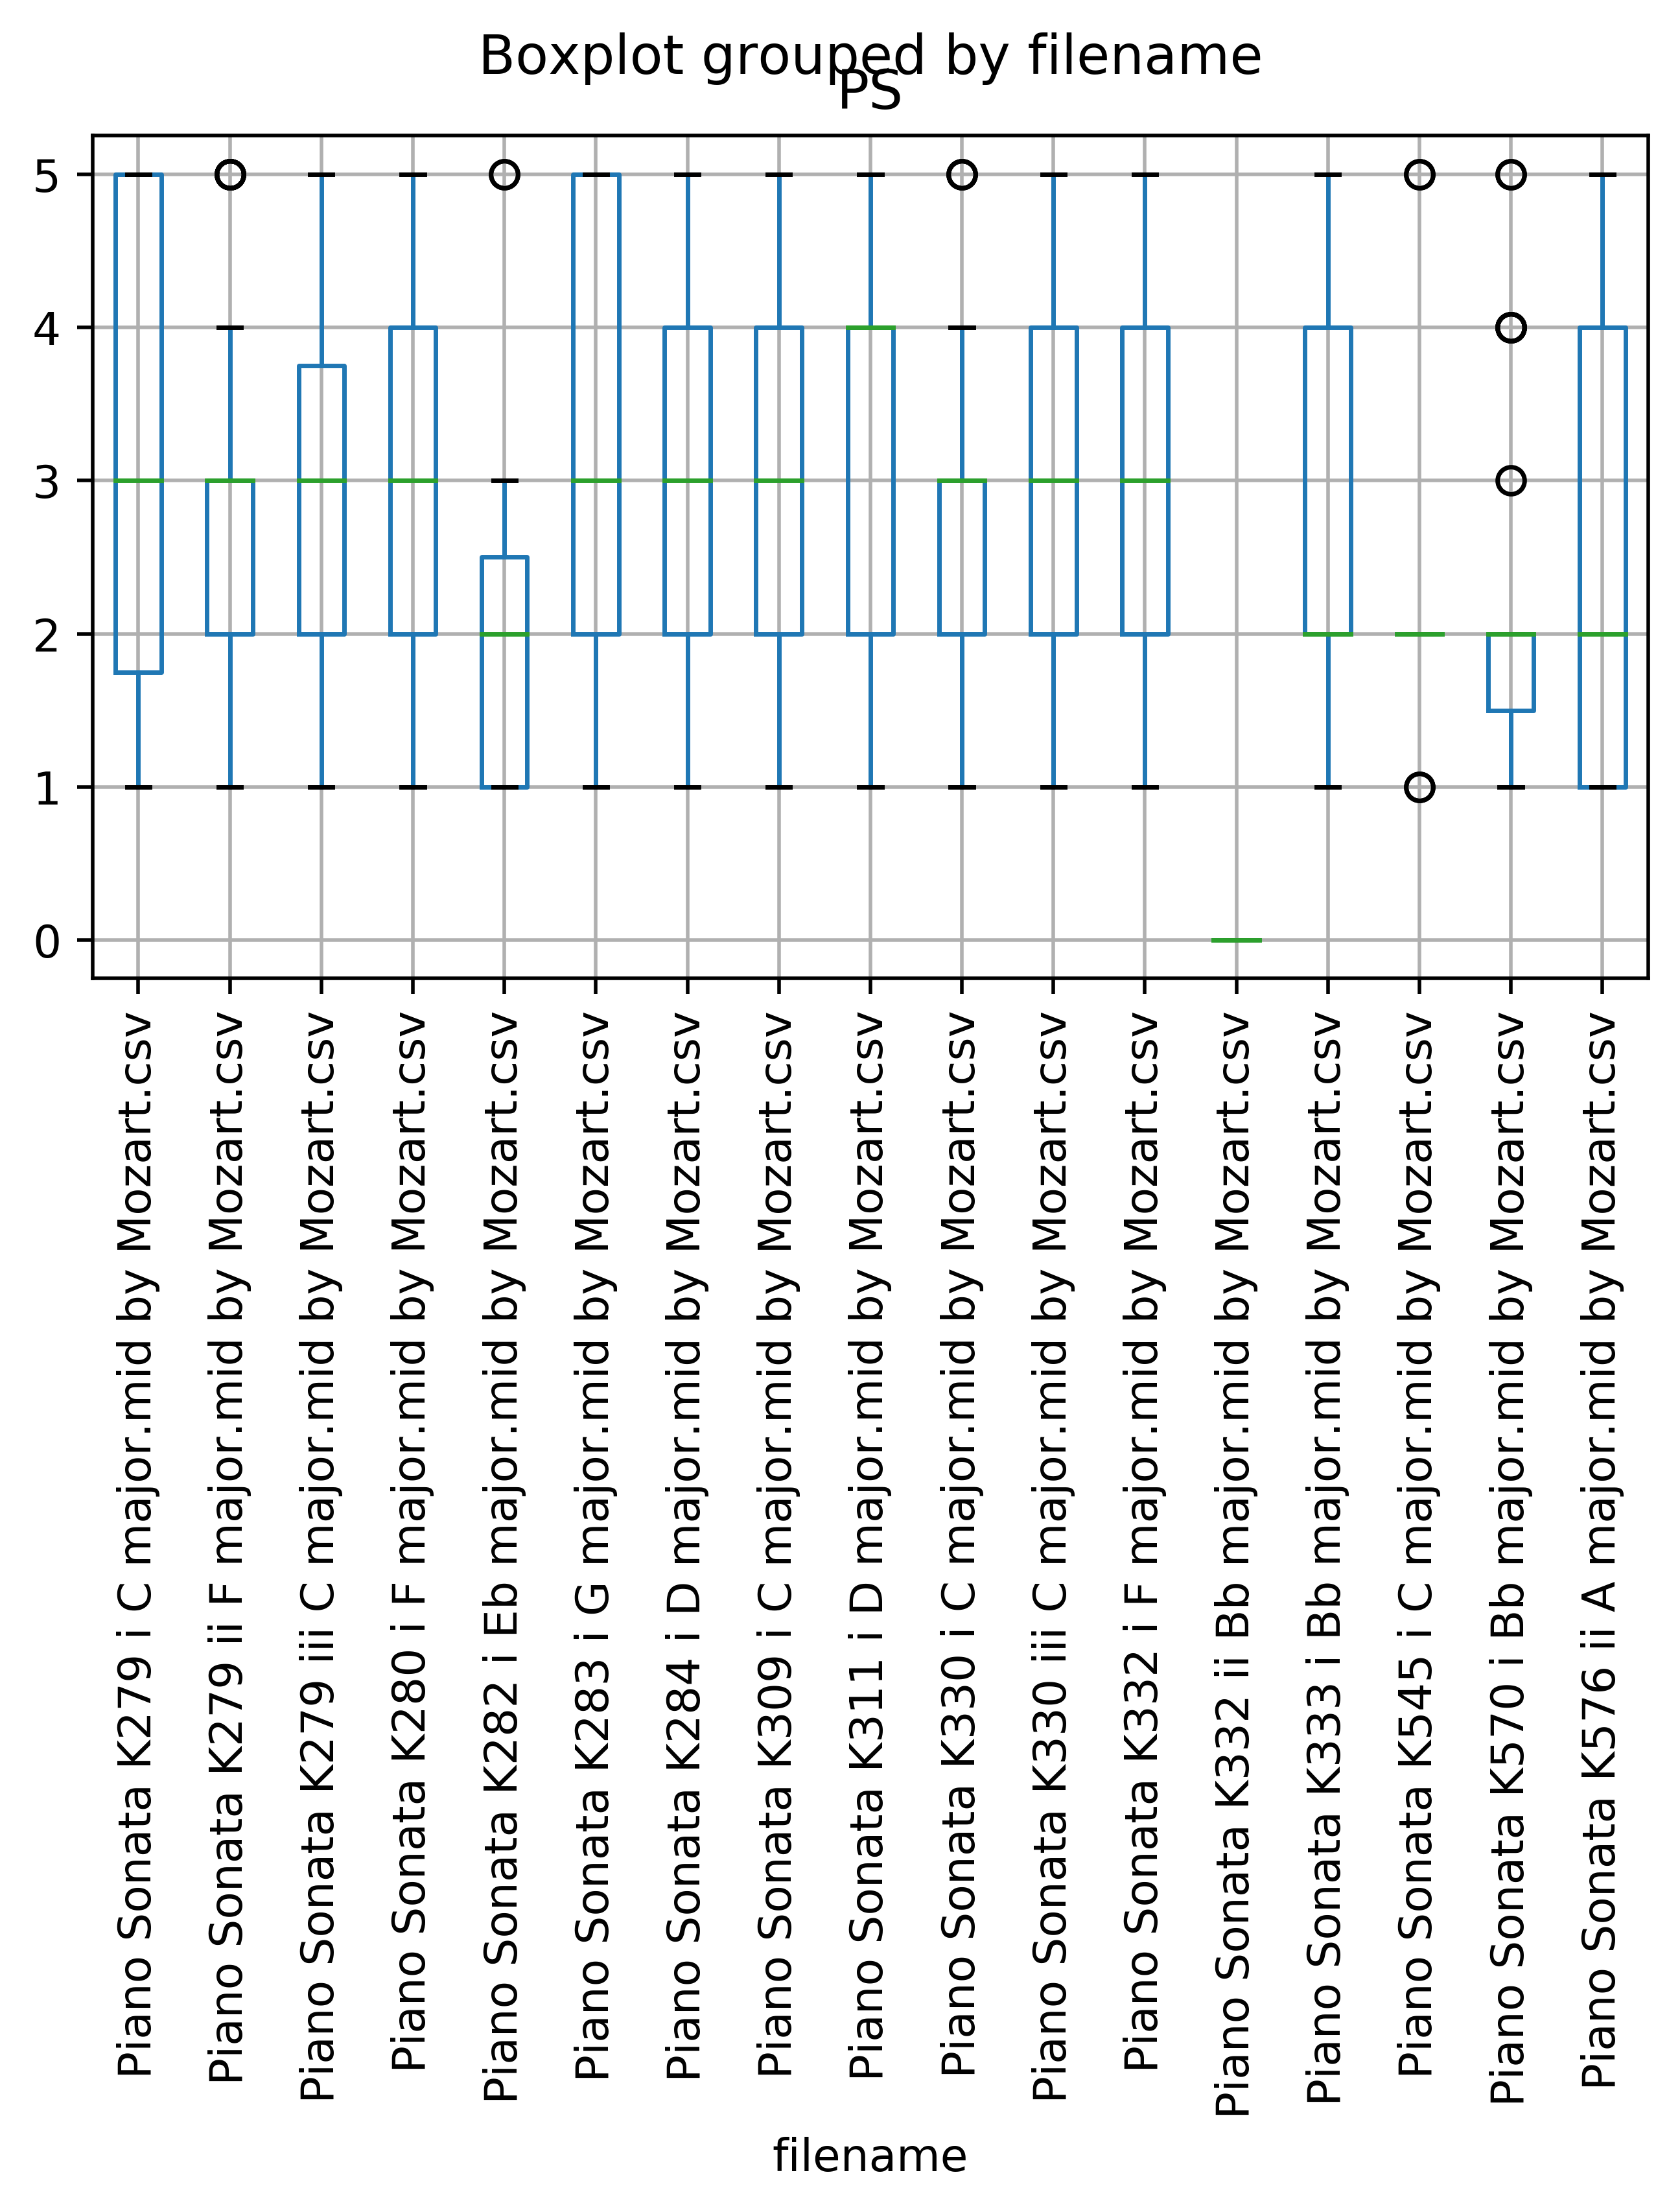 Boxplot grouped by filename
PS
5
4
3
2
1
0
Piano Sonata K279 i C major.mid by Mozart.csv
Piano Sonata K279 ii F major.mid by Mozart.csv
Piano Sonata K279 iii C major.mid by Mozart.csv
Piano Sonata K280 i F major.mid by Mozart.csv
Piano Sonata K282 i Eb major.mid by Mozart.csv
Piano Sonata K283 i G major.mid by Mozart.csv
Piano Sonata K284 i D major.mid by Mozart.csv
Piano Sonata K309 i C major.mid by Mozart.csv
Piano Sonata K311 i D major.mid by Mozart.csv
Piano Sonata K330 i C major.mid by Mozart.csv
Piano Sonata K330 iii C major.mid by Mozart.csv
Piano Sonata K332 i F major.mid by Mozart.csv
Piano Sonata K332 ii Bb major.mid by Mozart.csv
Piano Sonata K333 i Bb major.mid by Mozart.csv
Piano Sonata K545 i C major.mid by Mozart.csv
Piano Sonata K570 i Bb major.mid by Mozart.csv
Piano Sonata K576 ii A major.mid by Mozart.csv
filename